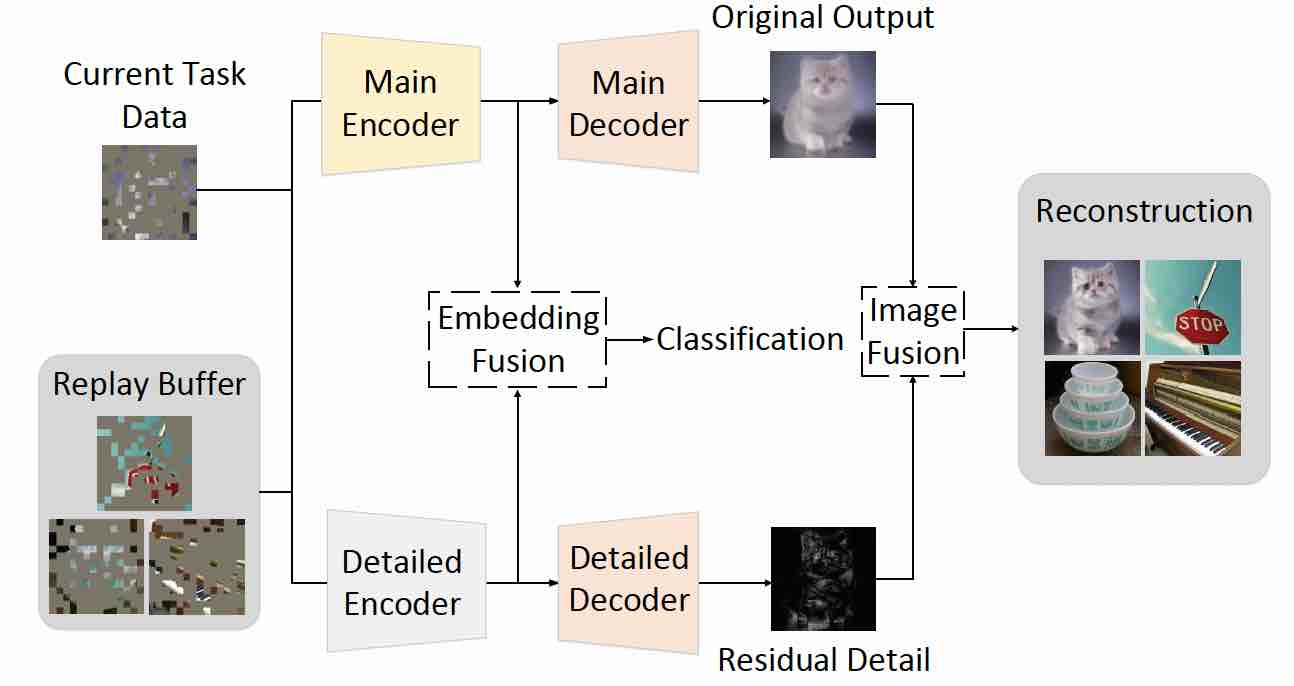 Original Output
Current Task
Data
Main
Encoder
Main
Decoder
Reconstruction
STOP
Embedding
Fusion
Classification
Image
Fusion
Replay Buffer
Detailed
Encoder
Detailed
Decoder
Residual Detail